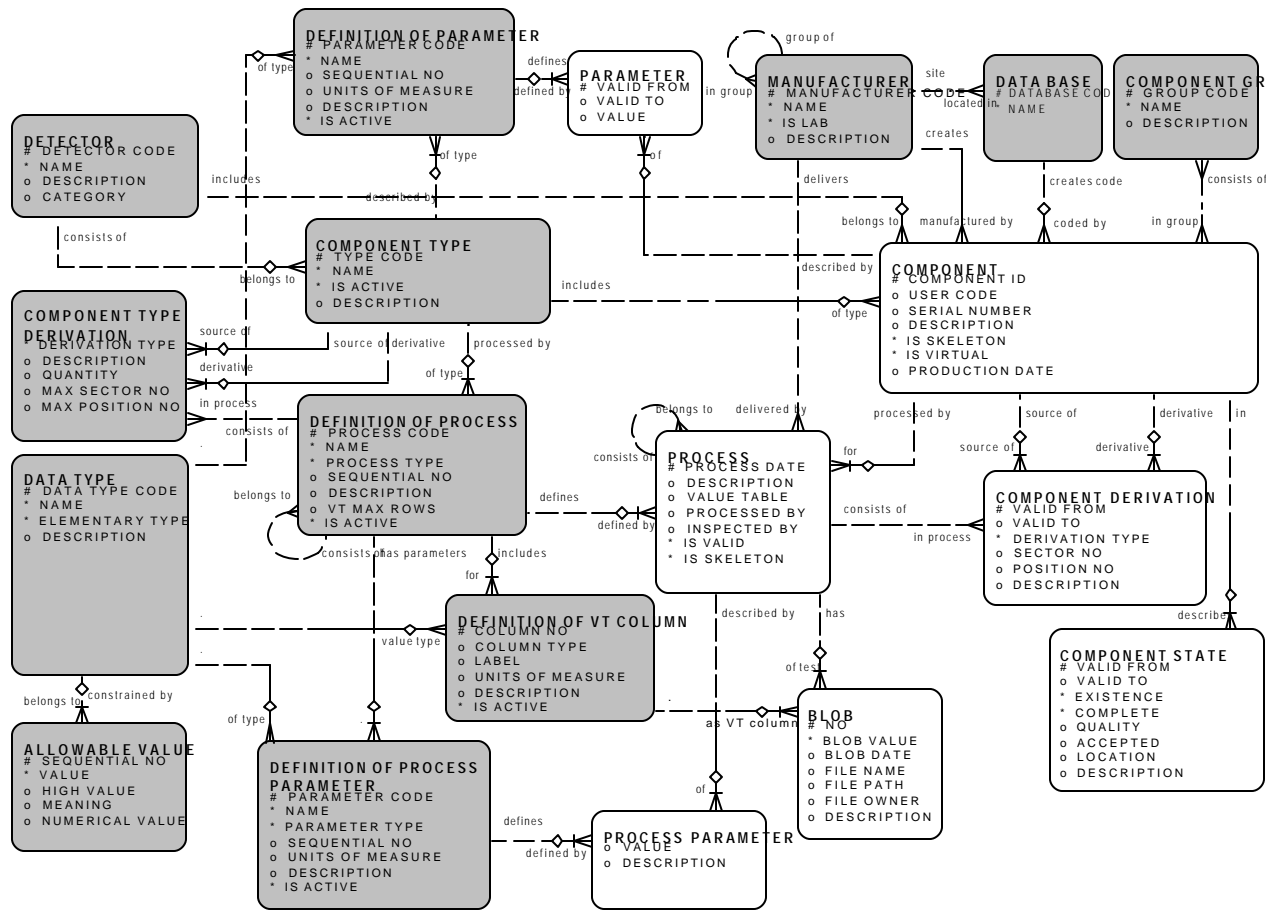 DEFINITION OF PARAMETER
# PARAMETER CODE
* NAME
o SEQUENTIAL NO
o UNITS OF MEASURE
o DESCRIPTION
* IS ACTIVE
of type
defines
defined by
PARAMETER
# VALID FROM
o VALID TO
o VALUE
group of
in group
MANUFACTURER
# MANUFACTURER CODE
* NAME
* IS LAB
o DESCRIPTION
site
located in
DATA BASE
# DATABASE COD
* NAME
COMPONENT GR
# GROUP CODE
* NAME
o DESCRIPTION
DETECTOR
# DETECTOR CODE
* NAME
o DESCRIPTION
o CATEGORY
of type
of
creates
includes
described by
delivers
creates code
consists of
belongs to
manufactured by
coded by
in group
consists of
belongs to
COMPONENT TYPE
# TYPE CODE
* NAME
* IS ACTIVE
o DESCRIPTION
includes
described by
of type
COMPONENT
# COMPONENT ID
o USER CODE
o SERIAL NUMBER
o DESCRIPTION
* IS SKELETON
* IS VIRTUAL
o PRODUCTION DATE
COMPONENT TYPE
DERIVATION
* DERIVATION TYPE
o DESCRIPTION
o QUANTITY
o MAX SECTOR NO
o MAX POSITION NO
source of
source of
derivative
processed by
derivative
of type
in process
consists of
DEFINITION OF PROCESS
# PROCESS CODE
* NAME
* PROCESS TYPE
o SEQUENTIAL NO
o DESCRIPTION
o VT MAX ROWS
* IS ACTIVE
belongs to
consists of
has parameters
includes
for
defines
defined by
belongs to
delivered by
consists of
PROCESS
# PROCESS DATE
o DESCRIPTION
o VALUE TABLE
o PROCESSED BY
o INSPECTED BY
* IS VALID
* IS SKELETON
processed by
for
source of
derivative
in
source of
derivative
consists of
in process
COMPONENT DERIVATION
# VALID FROM
o VALID TO
* DERIVATION TYPE
o SECTOR NO
o POSITION NO
o DESCRIPTION
DATA TYPE
# DATA TYPE CODE
* NAME
* ELEMENTARY TYPE
o DESCRIPTION
value type
DEFINITION OF VT COLUMN
# COLUMN NO
o COLUMN TYPE
o LABEL
o UNITS OF MEASURE
o DESCRIPTION
* IS ACTIVE
described by
has
of test
describe
COMPONENT STATE
# VALID FROM
o VALID TO
* EXISTENCE
* COMPLETE
o QUALITY
o ACCEPTED
o LOCATION
o DESCRIPTION
belongs to
constrained by
of type
as VT column
BLOB
# NO
* BLOB VALUE
o BLOB DATE
o FILE NAME
o FILE PATH
o FILE OWNER
o DESCRIPTION
ALLOWABLE VALUE
# SEQUENTIAL NO
* VALUE
o HIGH VALUE
o MEANING
o NUMERICAL VALUE
DEFINITION OF PROCESS
PARAMETER
# PARAMETER CODE
* NAME
* PARAMETER TYPE
o SEQUENTIAL NO
o UNITS OF MEASURE
o DESCRIPTION
* IS ACTIVE
of
defines
defined by
PROCESS PARAMETER
o VALUE
o DESCRIPTION